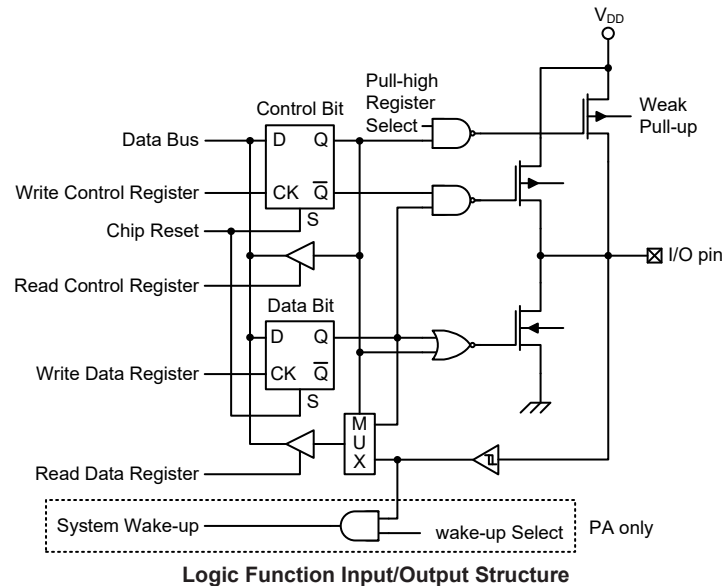 V_DD
Pull-high
Register
Select
Control Bit
Weak
Pull-up
Data Bus
D Q
Write Control Register
CK Q̅
Chip Reset
S
I/O pin
Read Control Register
Data Bit
D Q
Write Data Register
CK Q̅
S
M
U
X
Read Data Register
System Wake-up
wake-up Select
PA only
Logic Function Input/Output Structure